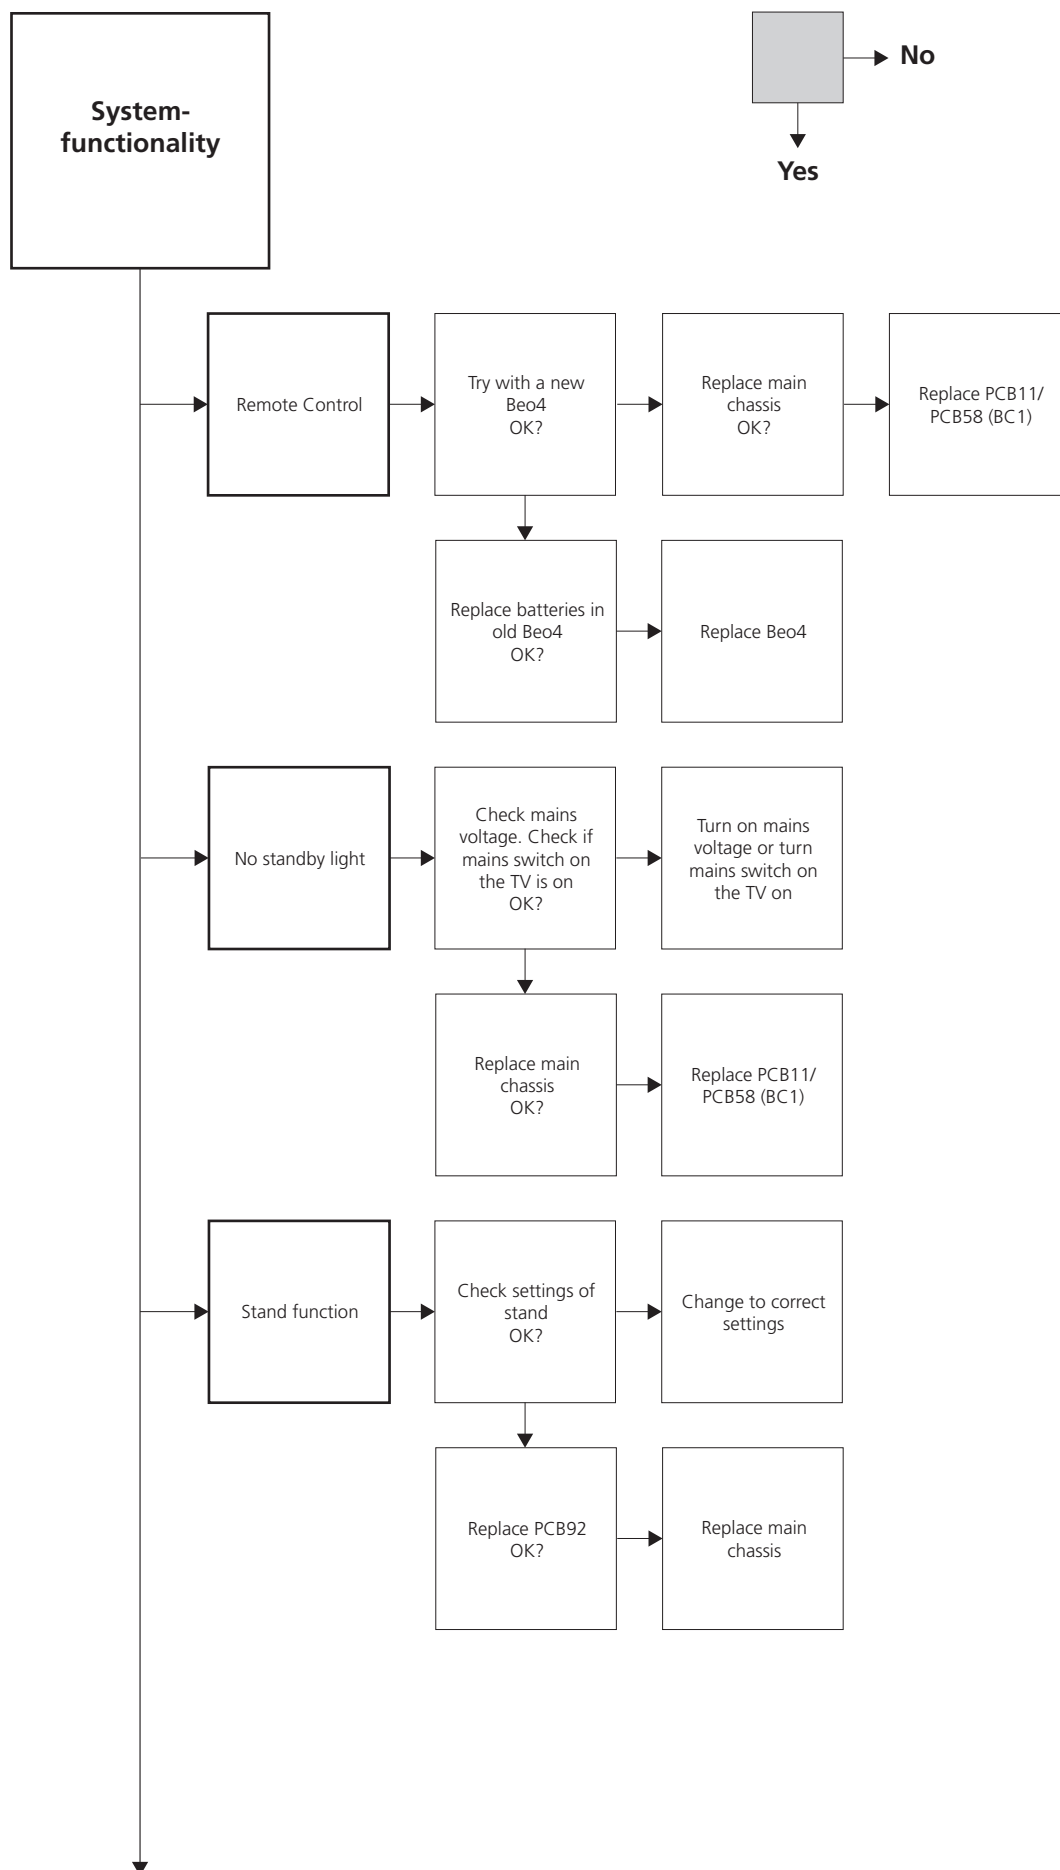 System-
functionality
No
Yes
Remote Control
Try with a new
Beo4
OK?
Replace main
chassis
OK?
Replace PCB11/
PCB58 (BC1)
Replace batteries in
old Beo4
OK?
Replace Beo4
No standby light
Check mains
voltage. Check if
mains switch on
the TV is on
OK?
Turn on mains
voltage or turn
mains switch on
the TV on
Replace main
chassis
OK?
Replace PCB11/
PCB58 (BC1)
Stand function
Check settings of
stand
OK?
Change to correct
settings
Replace PCB92
OK?
Replace main
chassis